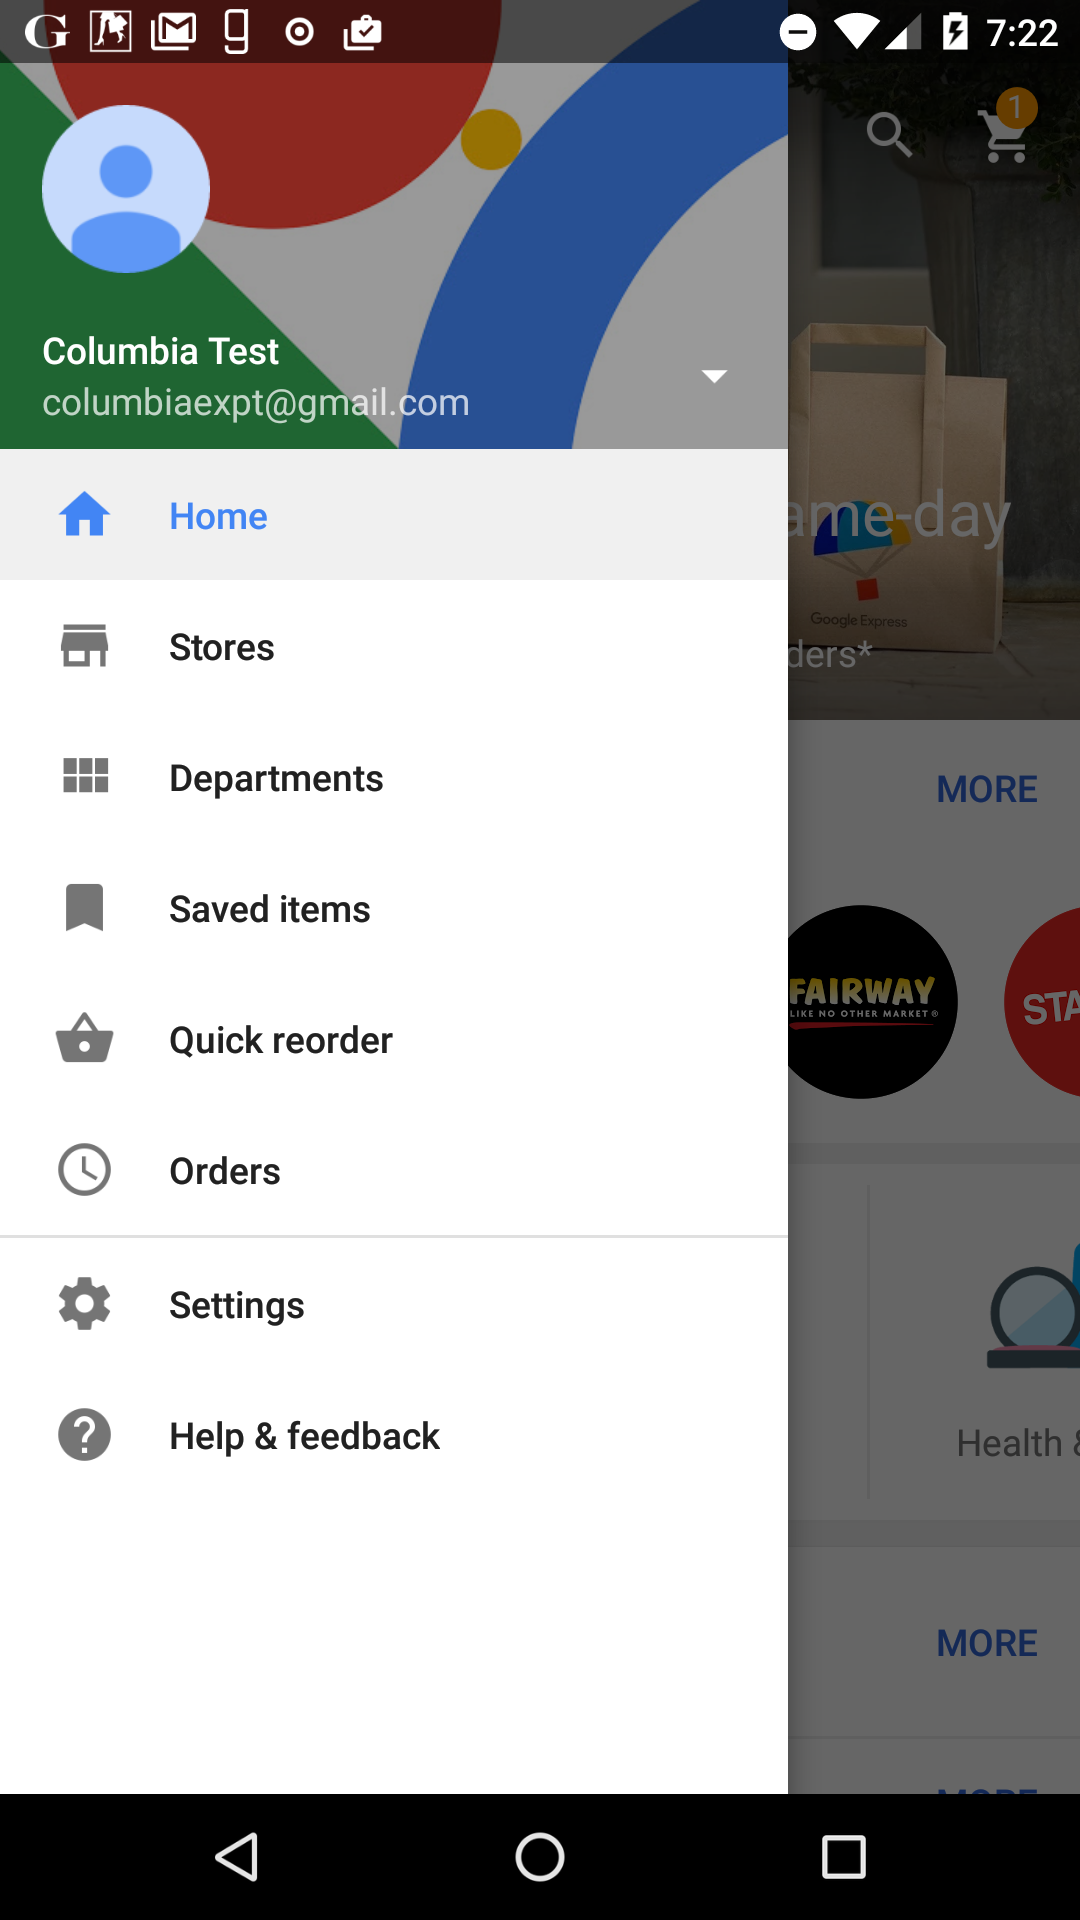 7:22
1
Columbia Test
columbiaexpt@gmail.com
Home
ame-day
Google Express
ders*
Stores
Departments
MORE
Saved items
FAIRWAY
LIKE NO OTHER MARKET®
STA
Quick reorder
Orders
Settings
Help & feedback
Health &
MORE
MORE